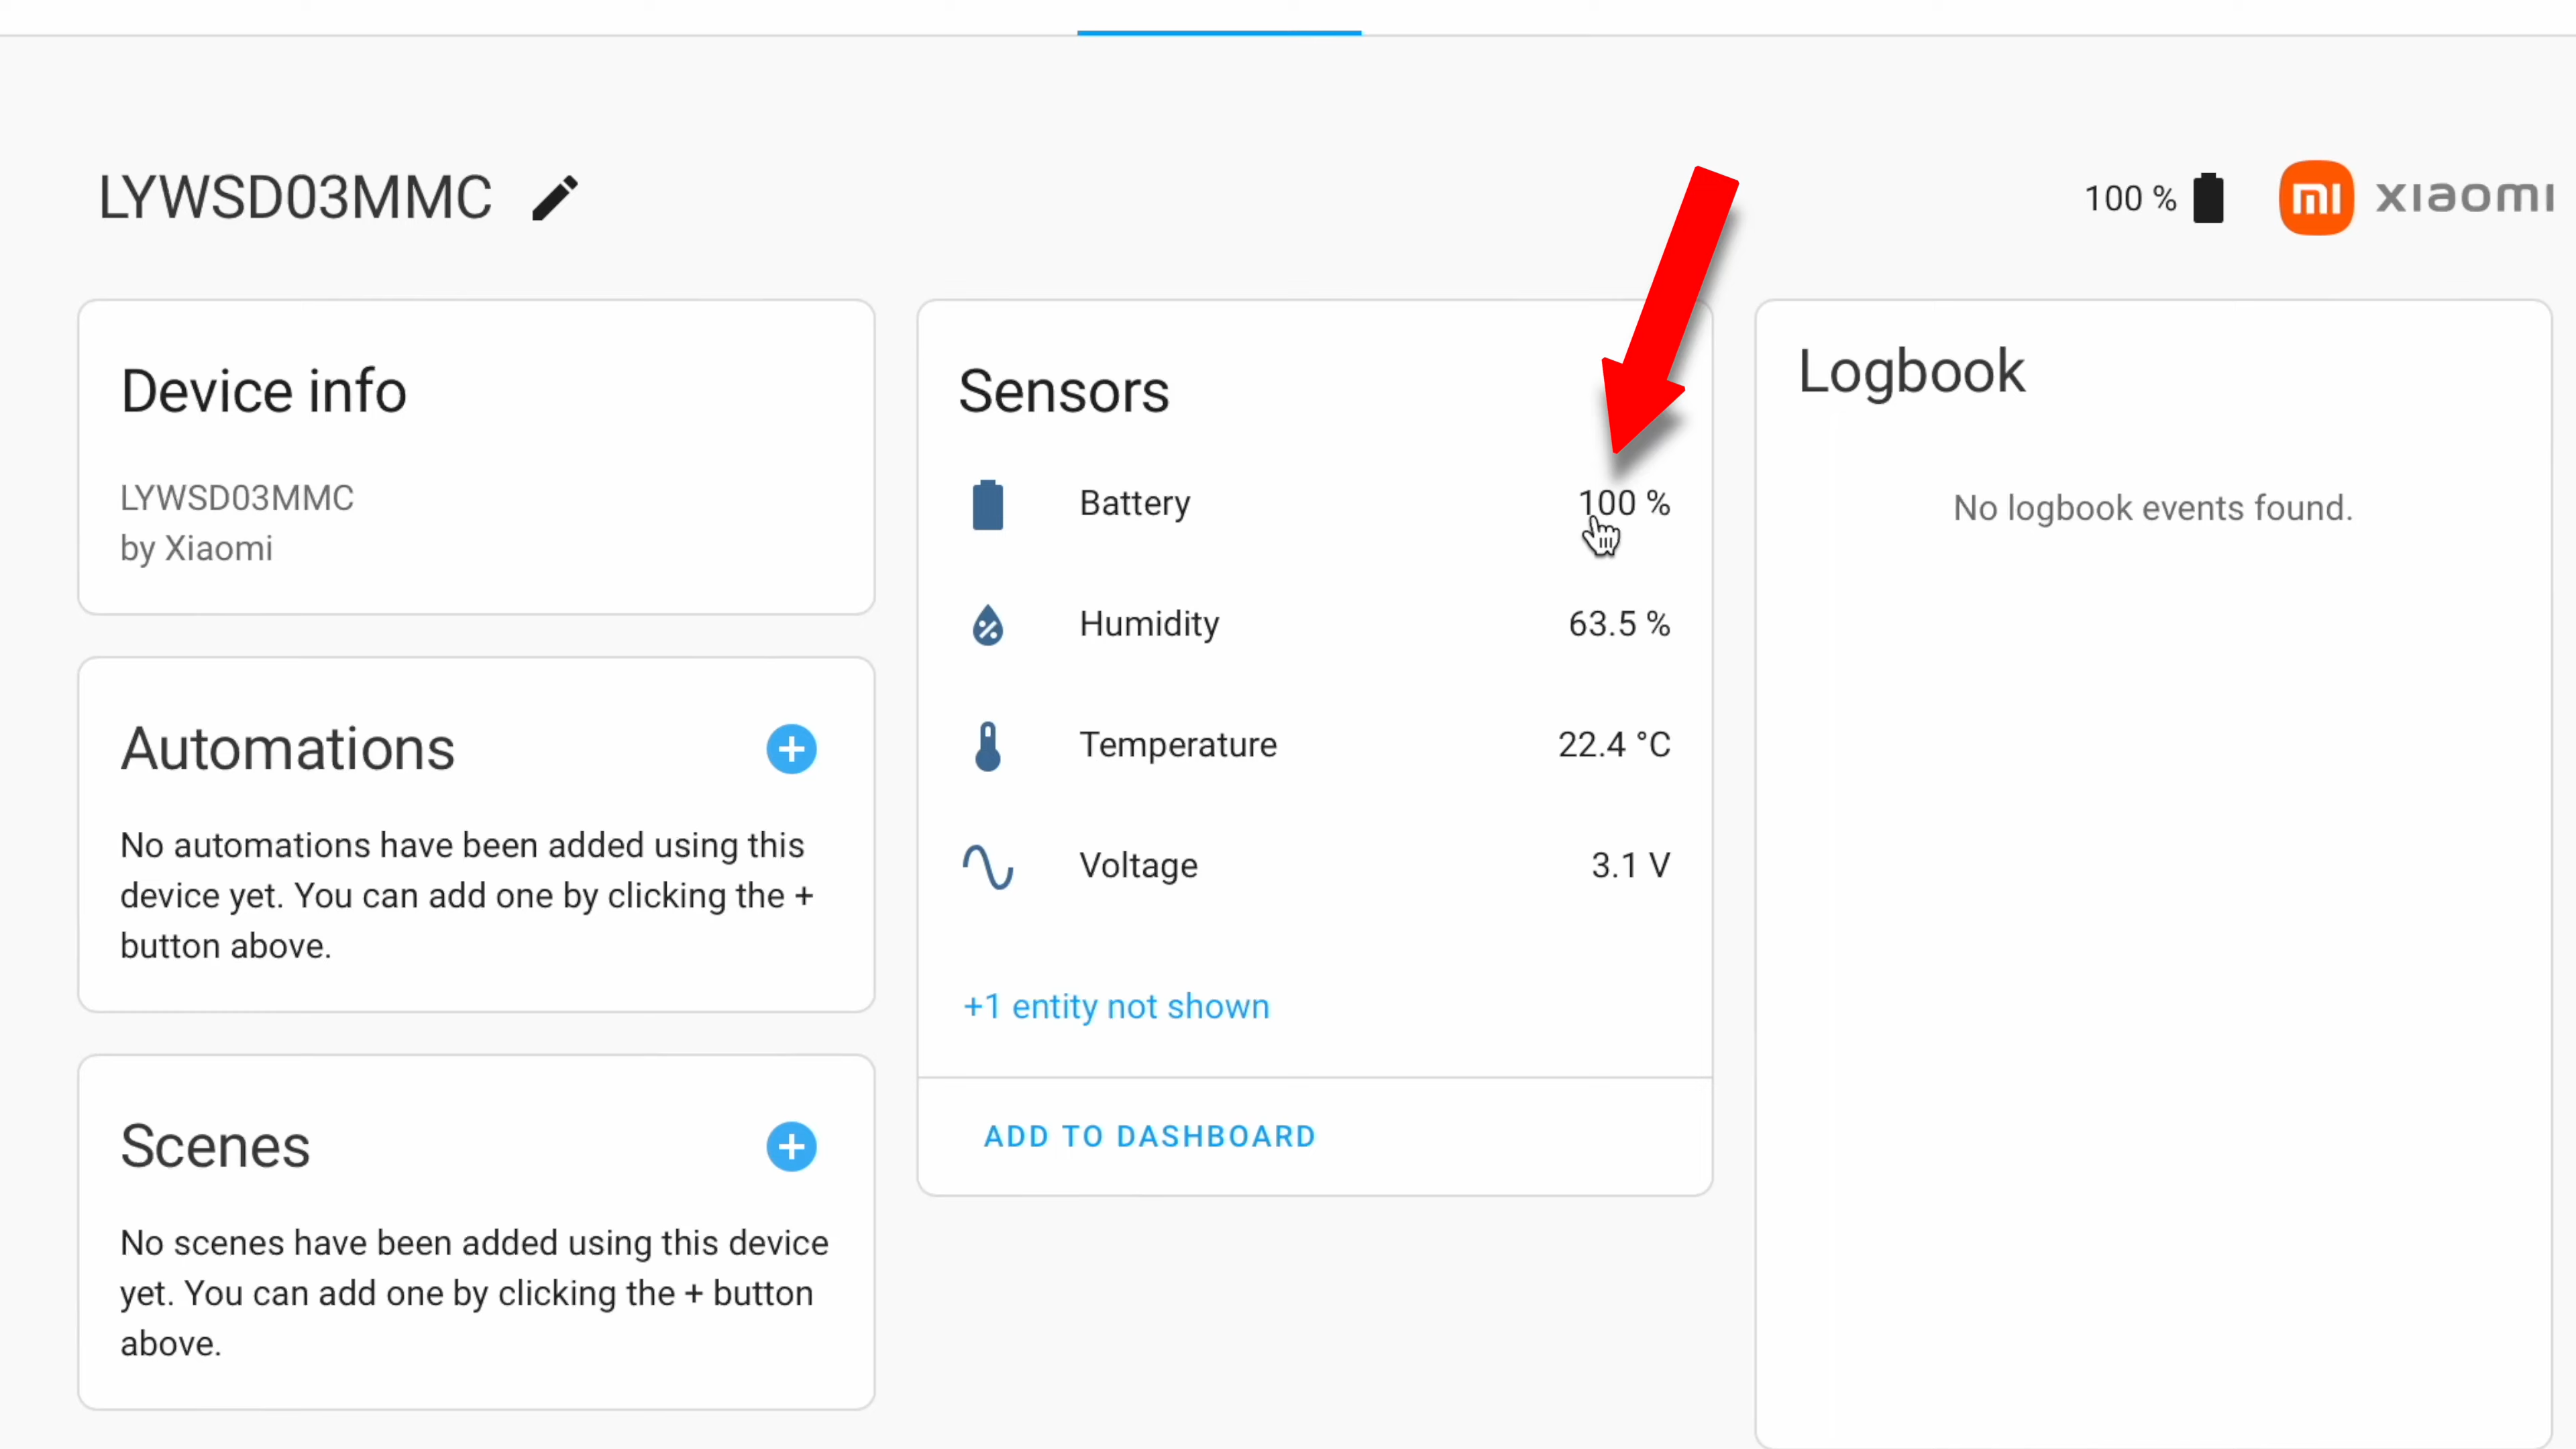 LYWSD03MMC
100 %
mi xiaomi
Device info
LYWSD03MMC
by Xiaomi
Automations
No automations have been added using this
device yet. You can add one by clicking the +
button above.
Scenes
No scenes have been added using this device
yet. You can add one by clicking the + button
above.
Sensors
Battery 100 %
Humidity 63.5 %
Temperature 22.4 °C
Voltage 3.1 V
+1 entity not shown
ADD TO DASHBOARD
Logbook
No logbook events found.